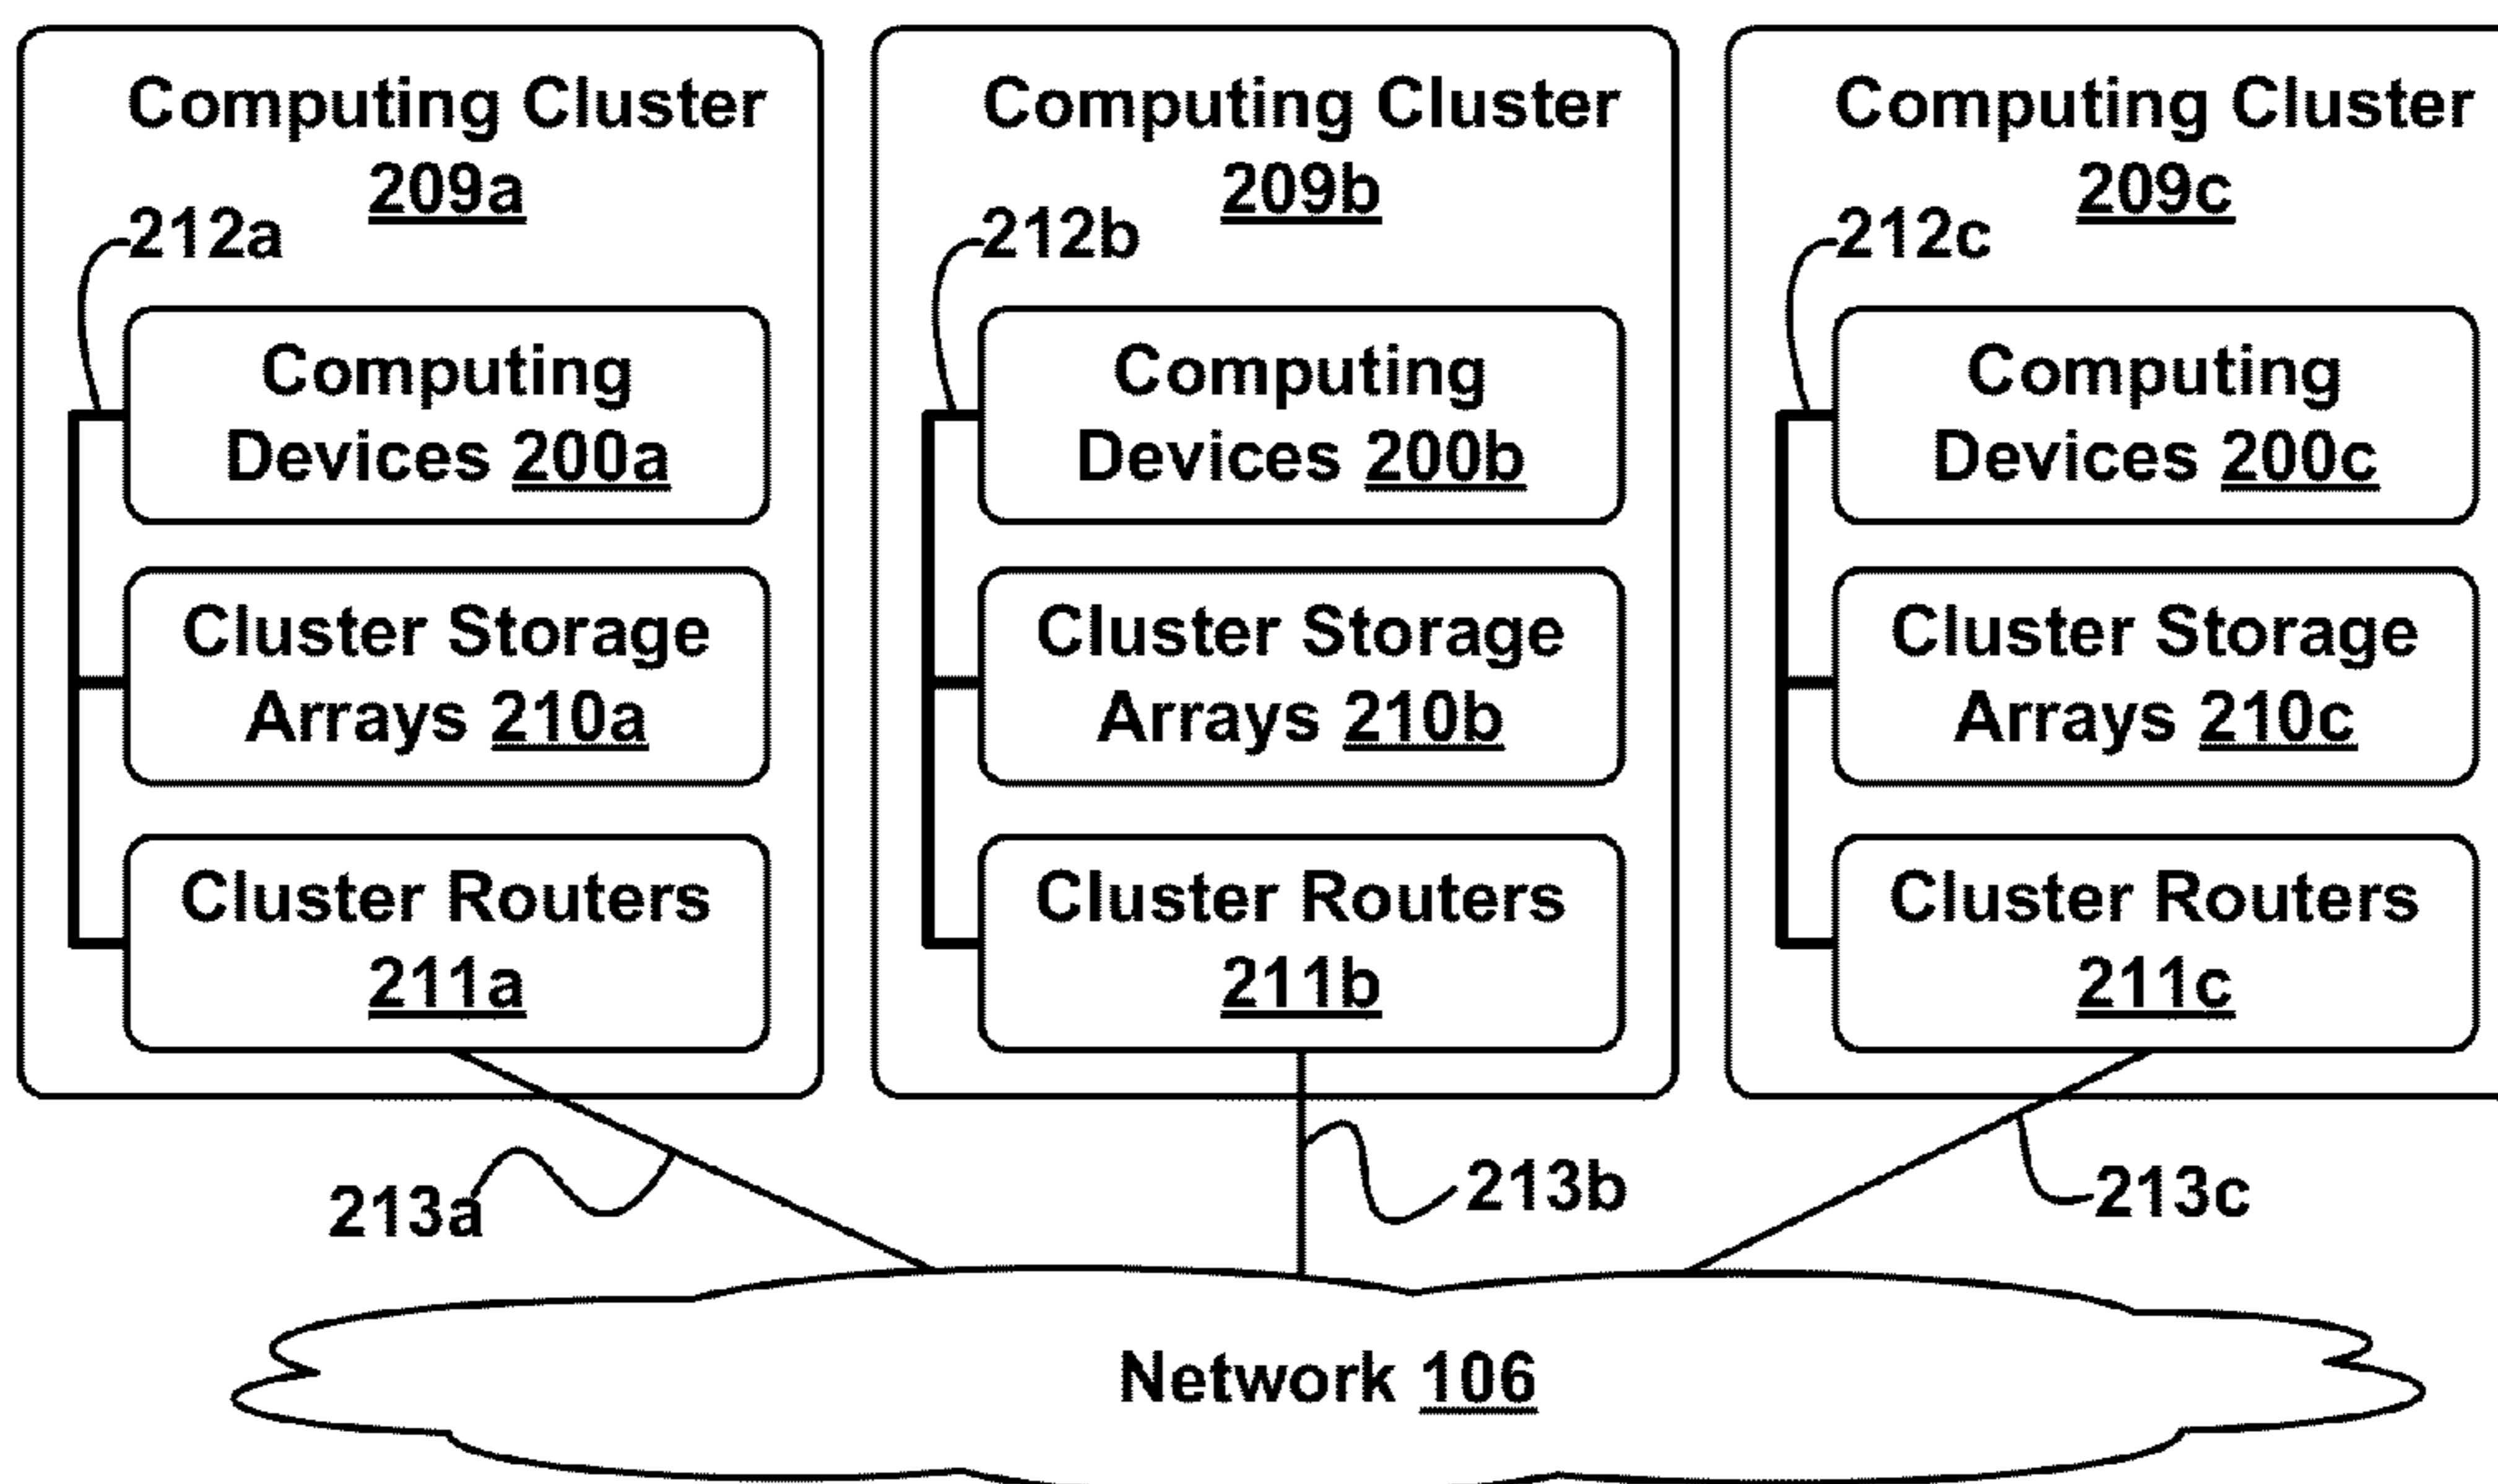 Computing Cluster
209a
212a
Computing
Devices 200a
Cluster Storage
Arrays 210a
Cluster Routers
211a
Computing Cluster
209b
212b
Computing
Devices 200b
Cluster Storage
Arrays 210b
Cluster Routers
211b
Computing Cluster
209c
212c
Computing
Devices 200c
Cluster Storage
Arrays 210c
Cluster Routers
211c
213a
213b
213c
Network 106